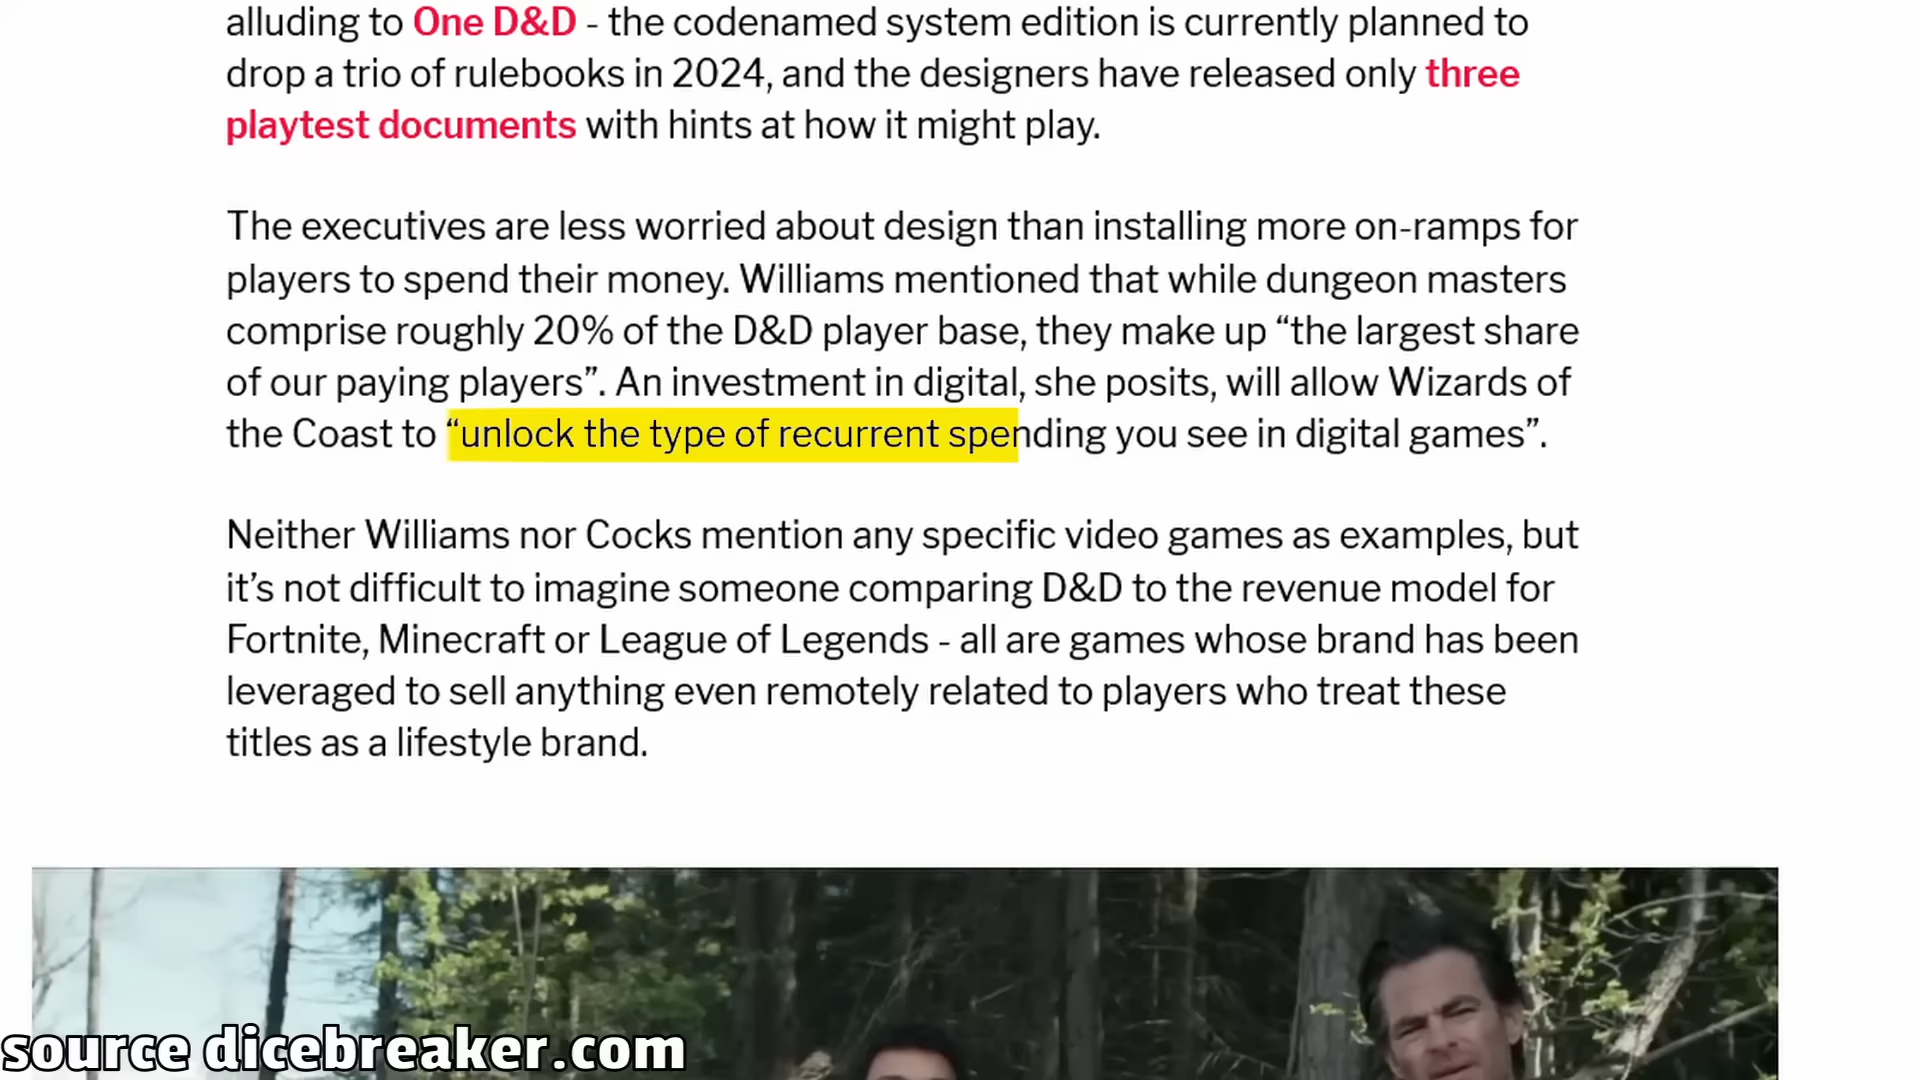 alluding to One D&D - the codenamed system edition is currently planned to
drop a trio of rulebooks in 2024, and the designers have released only three
playtest documents with hints at how it might play.
The executives are less worried about design than installing more on-ramps for
players to spend their money. Williams mentioned that while dungeon masters
comprise roughly 20% of the D&D player base, they make up “the largest share
of our paying players”. An investment in digital, she posits, will allow Wizards of
the Coast to “unlock the type of recurrent spending you see in digital games”.
Neither Williams nor Cocks mention any specific video games as examples, but
it’s not difficult to imagine someone comparing D&D to the revenue model for
Fortnite, Minecraft or League of Legends - all are games whose brand has been
leveraged to sell anything even remotely related to players who treat these
titles as a lifestyle brand.
source dicebreaker.com